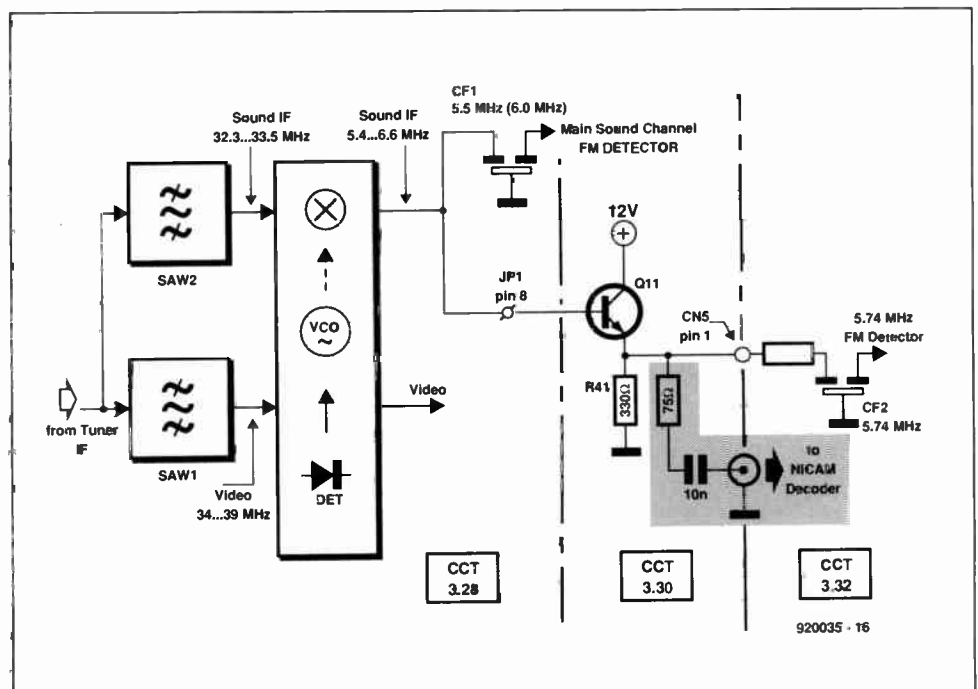 CF1
5.5 MHz (6.0 MHz)
Sound IF
32.3...33.5 MHz
Sound IF
5.4...6.6 MHz
Main Sound Channel
FM DETECTOR
SAW2
12V
Q11
JP1
pin 8
CN5
pin 1
5.74 MHz
FM Detector
VCO
~
from Tuner
IF
SAW1
Video
R41
330Ω
75Ω
CF2
5.74 MHz
Video
34...39 MHz
DET
10n
to
NICAM
Decoder
CCT
3.28
CCT
3.30
CCT
3.32
920035 - 16